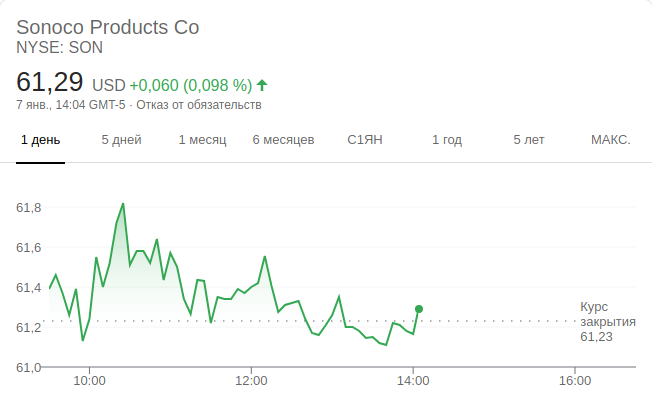 Sonoco Products Co
NYSE: SON
61,29 USD +0,060 (0,098 %)
7 янв., 14:04 GMT-5 · Отказ от обязательств
1 день 5 дней 1 месяц 6 месяцев С1ЯН 1 год 5 лет МАКС.
61,8
61,6
61,4
61,2
61,0
Курс
закрытия
61,23
10:00 12:00 14:00 16:00